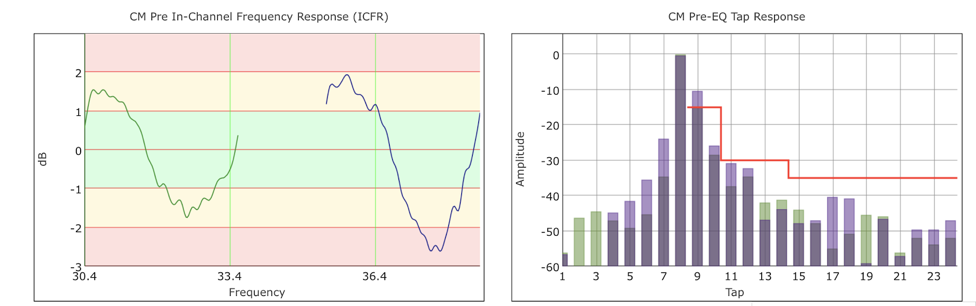 CM Pre In-Channel Frequency Response (ICFR)
dB
2
1
0
-1
-2
-3
30.4 33.4 36.4
Frequency
CM Pre-EQ Tap Response
Amplitude
0
-10
-20
-30
-40
-50
-60
1 3 5 7 9 11 13 15 17 19 21 23
Tap